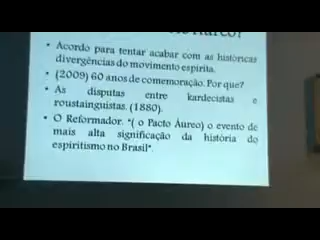 Áureo?
• Acordo para tentar acabar com as históricas
divergências do movimento espírita.
• (2009) 60 anos de comemoração. Por que?
• As disputas entre kardecistas e
roustainguistas. (1880).
• O Reformador. "( o Pacto Áureo) o evento de
mais alta significação da história do
espiritismo no Brasil".